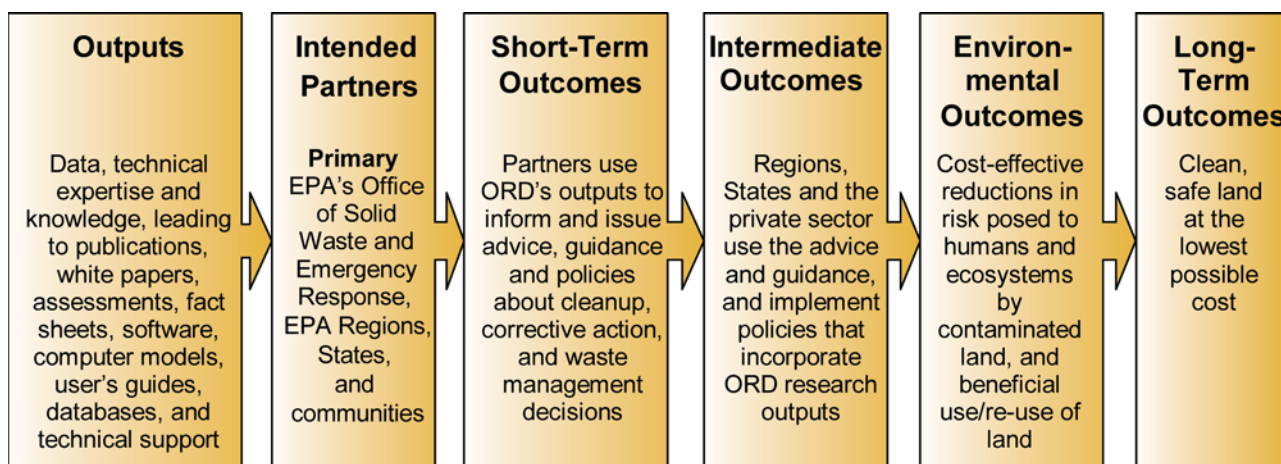 Outputs
Data, technical
expertise and
knowledge, leading
to publications,
white papers,
assessments, fact
sheets, software,
computer models,
user's guides,
databases, and
technical support
Intended
Partners
Primary
EPA's Office
of Solid
Waste and
Emergency
Response,
EPA Regions,
States,
and
communities
Short-Term
Outcomes
Partners use
ORD's outputs to
inform and issue
advice, guidance
and policies
about cleanup,
corrective action,
and waste
management
decisions
Intermediate
Outcomes
Regions,
States and the
private sector
use the advice
and guidance,
and implement
policies that
incorporate
ORD research
outputs
Environ-
mental
Outcomes
Cost-effective
reductions in
risk posed to
humans and
ecosystems
by
contaminated
land, and
beneficial
use/re-use of
land
Long-
Term
Outcomes
Clean,
safe land
at the
lowest
possible
cost